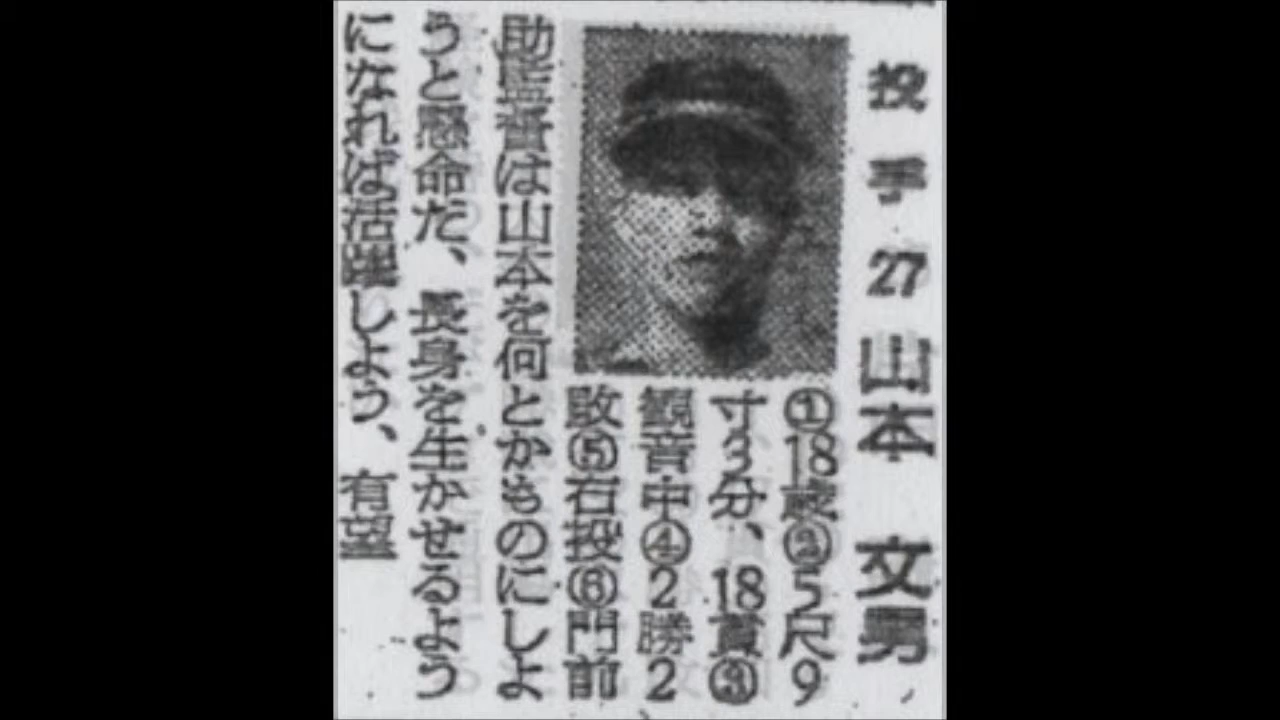 投手27山本 文男
①18歳②5尺9
寸3分、18貫③
観音中④2勝2
敗⑤右投⑥門前
助監督は山本を何とかものにしよ
うと懸命だ、長身を生かせるよう
になれば活躍しよう、有望